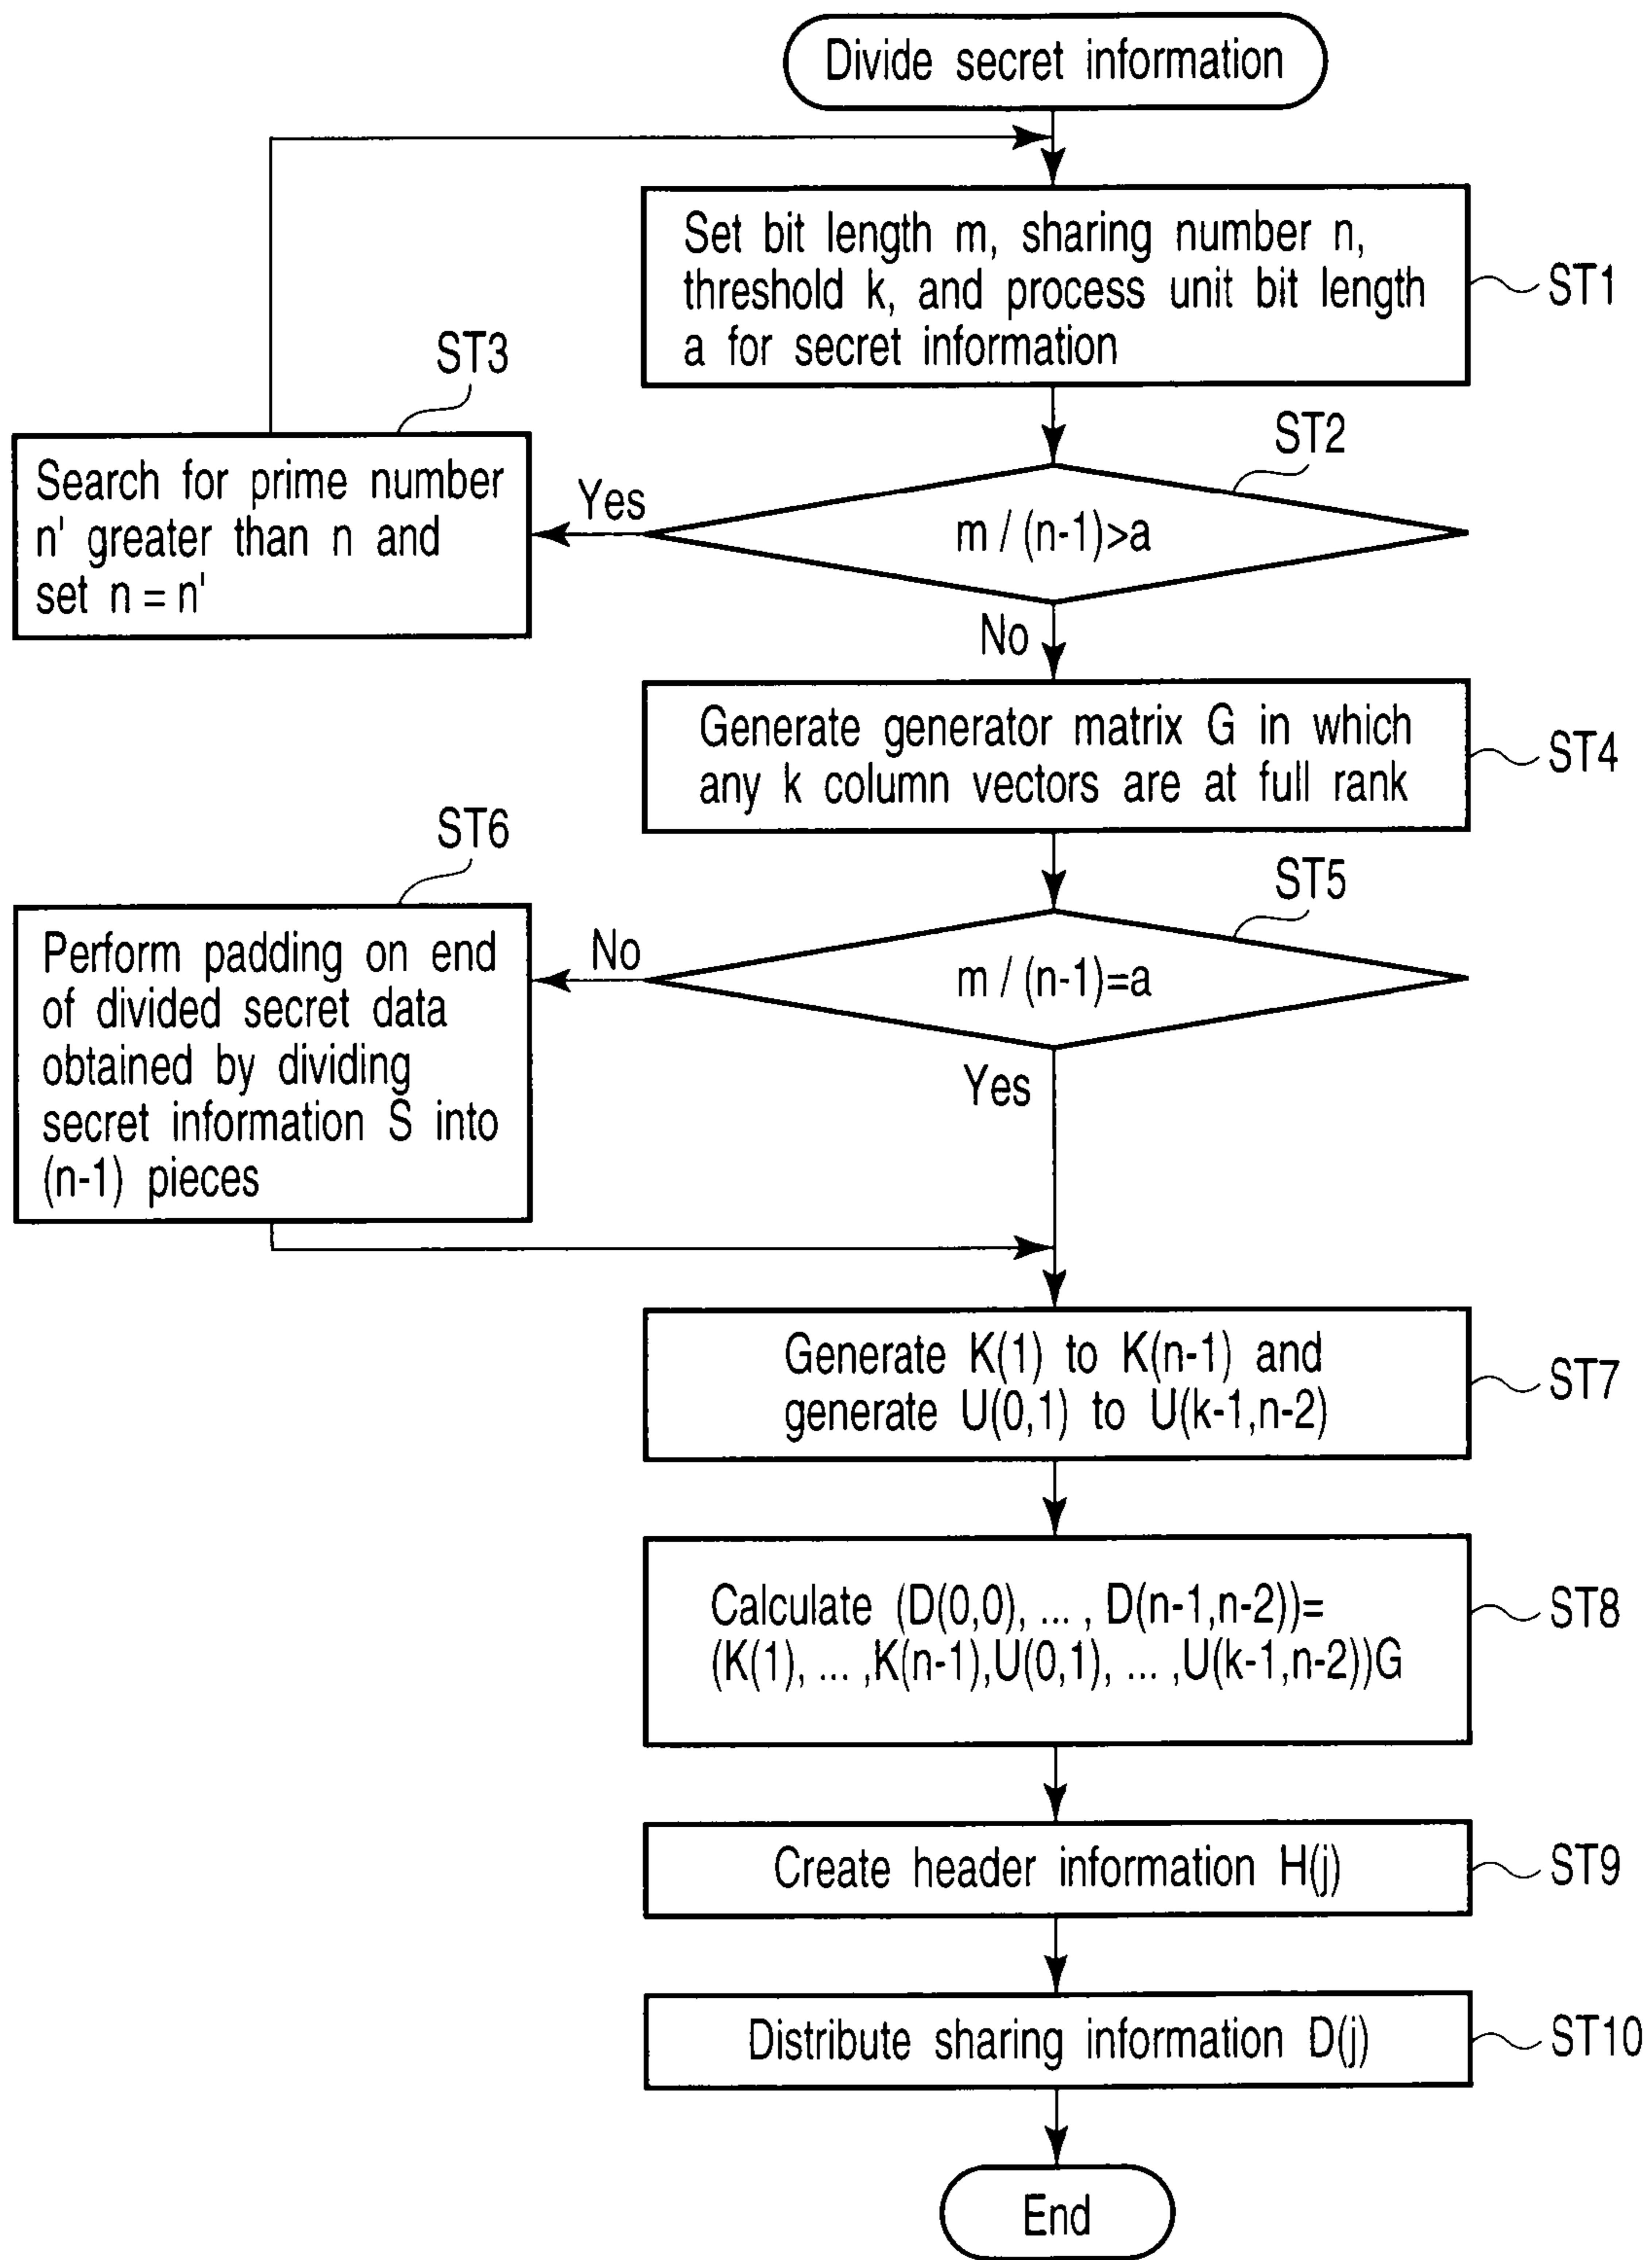 Divide secret information
Set bit length m, sharing number n,
threshold k, and process unit bit length
a for secret information
ST1
ST3
Search for prime number
n' greater than n and
set n = n'
Yes
ST2
m / (n-1)>a
No
Generate generator matrix G in which
any k column vectors are at full rank
ST4
ST6
Perform padding on end
of divided secret data
obtained by dividing
secret information S into
(n-1) pieces
No
ST5
m / (n-1)=a
Yes
Generate K(1) to K(n-1) and
generate U(0,1) to U(k-1,n-2)
ST7
Calculate (D(0,0), ... , D(n-1,n-2))=
(K(1), ... ,K(n-1),U(0,1), ... ,U(k-1,n-2))G
ST8
Create header information H(j)
ST9
Distribute sharing information D(j)
ST10
End